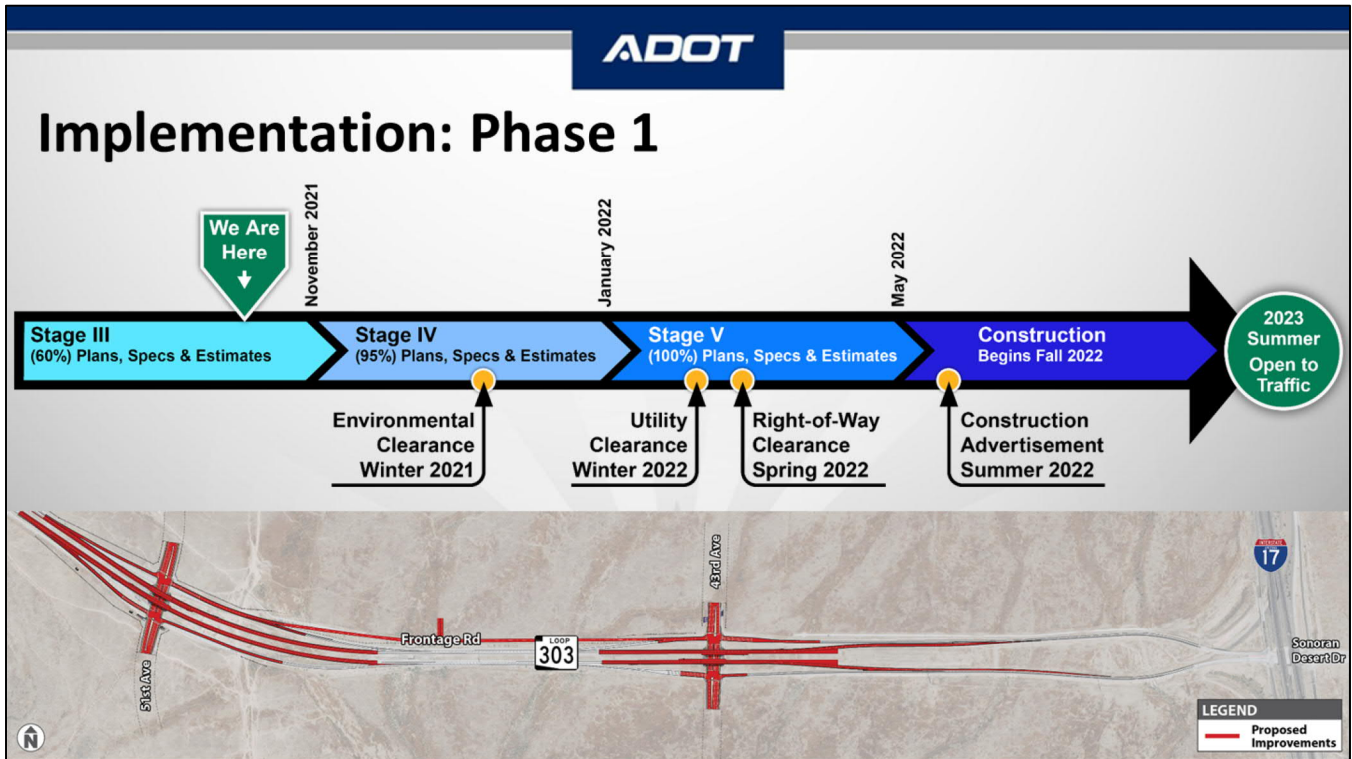 ADOT
Implementation: Phase 1
We Are
Here
November 2021
January 2022
May 2022
Stage III
(60%) Plans, Specs & Estimates
Stage IV
(95%) Plans, Specs & Estimates
Stage V
(100%) Plans, Specs & Estimates
Construction
Begins Fall 2022
2023
Summer
Open to
Traffic
Environmental
Clearance
Winter 2021
Utility
Clearance
Winter 2022
Right-of-Way
Clearance
Spring 2022
Construction
Advertisement
Summer 2022
51st Ave
Frontage Rd
LOOP
303
43rd Ave
INTERSTATE
17
Sonoran
Desert Dr
N
LEGEND
Proposed
Improvements